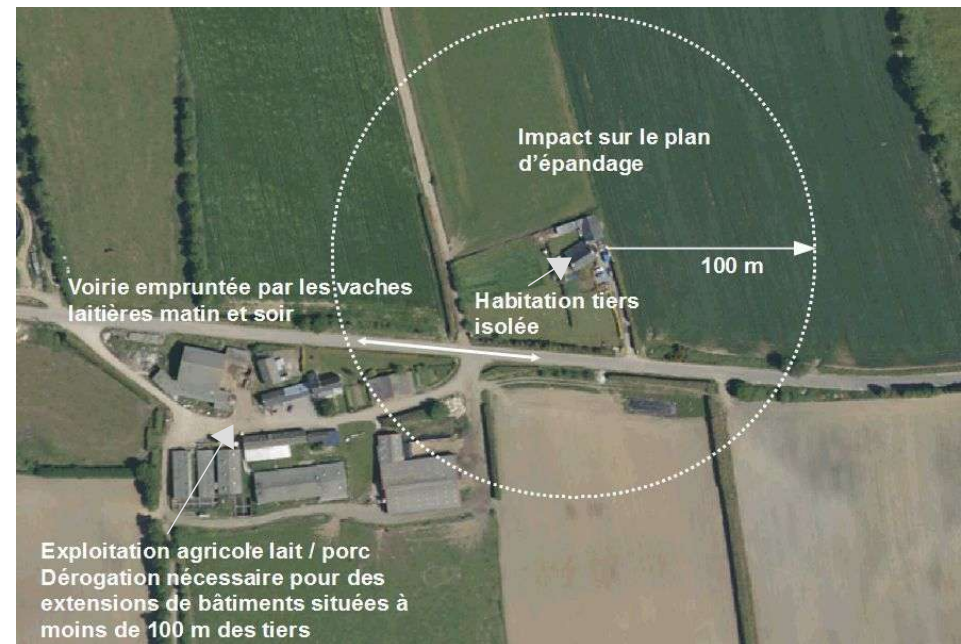 Impact sur le plan
d'épandage
100 m
Voirie empruntée par les vaches
laitières matin et soir
Habitation tiers
isolée
Exploitation agricole lait / porc
Dérogation nécessaire pour des
extensions de bâtiments situées à
moins de 100 m des tiers